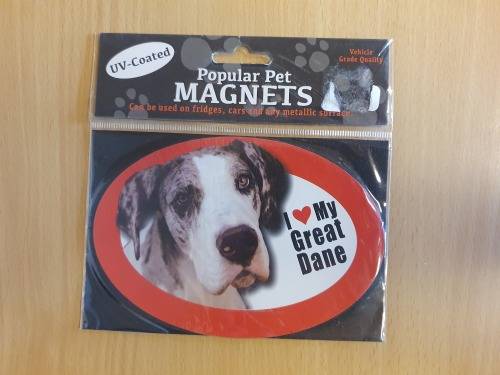 UV-Coated
Popular Pet
MAGNETS
Vehicle
Grade Quality
Can be used on fridges, cars and any metallic surface.
I ❤ My
Great
Dane